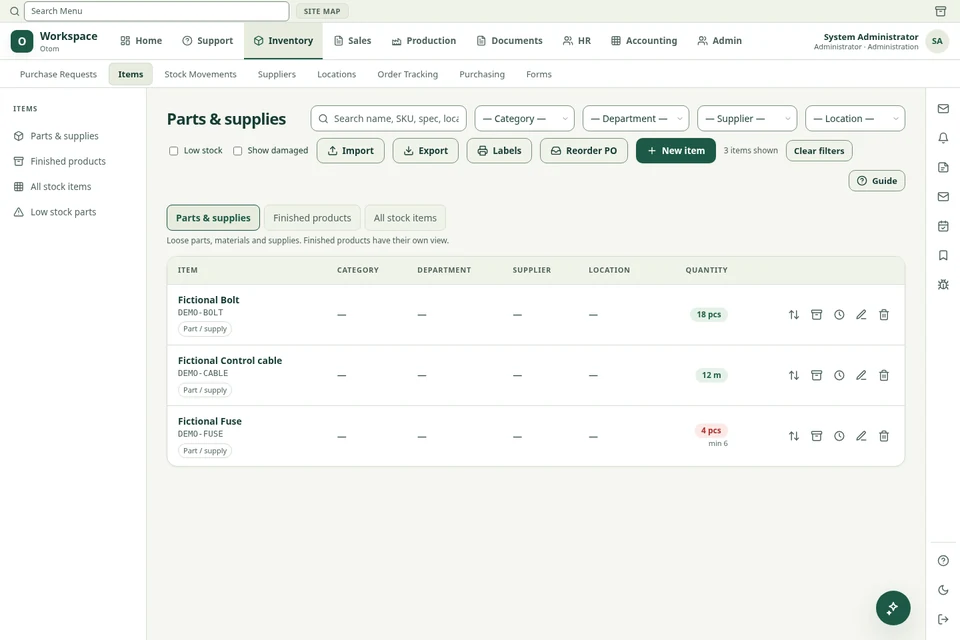 Search Menu
SITE MAP
O
Workspace
Otom
Home
Support
Inventory
Sales
Production
Documents
HR
Accounting
Admin
System Administrator
Administrator · Administration
SA
Purchase Requests
Items
Stock Movements
Suppliers
Locations
Order Tracking
Purchasing
Forms
ITEMS
Parts & supplies
Finished products
All stock items
Low stock parts
Parts & supplies
Search name, SKU, spec, loca
— Category —
— Department —
— Supplier —
— Location —
Low stock
Show damaged
Import
Export
Labels
Reorder PO
+ New item
3 items shown
Clear filters
Guide
Parts & supplies
Finished products
All stock items
Loose parts, materials and supplies. Finished products have their own view.
ITEM CATEGORY DEPARTMENT SUPPLIER LOCATION QUANTITY
Fictional Bolt
DEMO-BOLT
Part / supply
— — — —
18 pcs
Fictional Control cable
DEMO-CABLE
Part / supply
— — — —
12 m
Fictional Fuse
DEMO-FUSE
Part / supply
— — — —
4 pcs
min 6